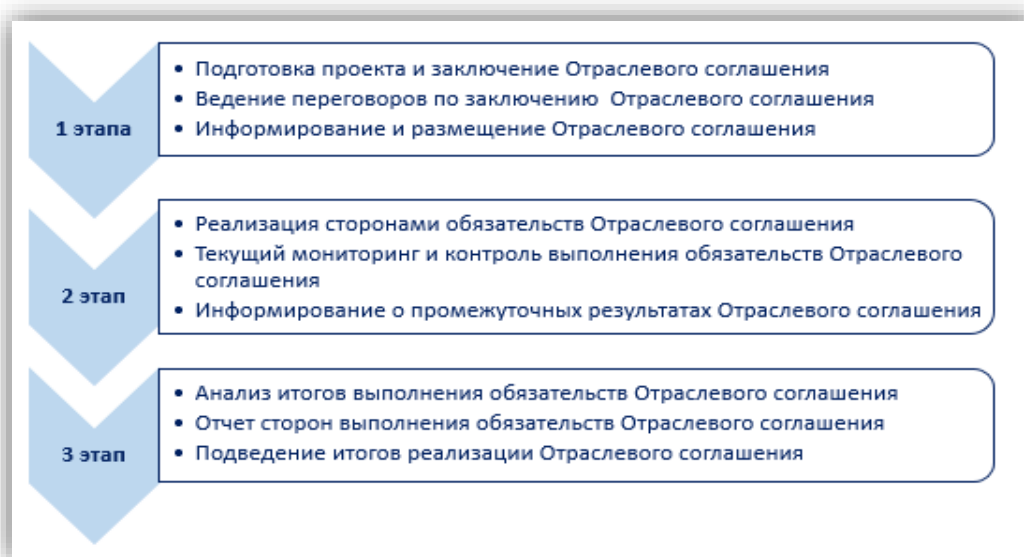 1 этапа
• Подготовка проекта и заключение Отраслевого соглашения
• Ведение переговоров по заключению Отраслевого соглашения
• Информирование и размещение Отраслевого соглашения
2 этап
• Реализация сторонами обязательств Отраслевого соглашения
• Текущий мониторинг и контроль выполнения обязательств Отраслевого
соглашения
• Информирование о промежуточных результатах Отраслевого соглашения
3 этап
• Анализ итогов выполнения обязательств Отраслевого соглашения
• Отчет сторон выполнения обязательств Отраслевого соглашения
• Подведение итогов реализации Отраслевого соглашения